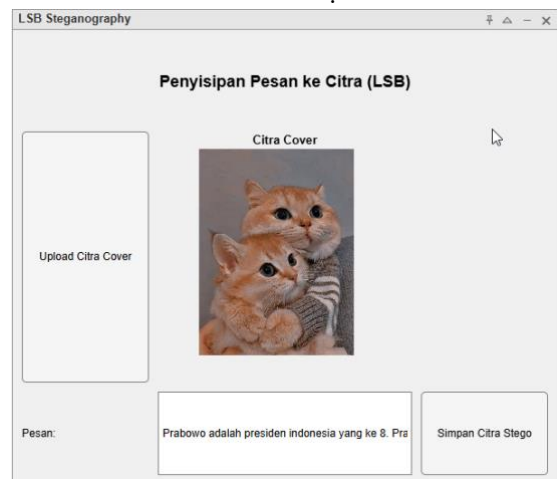 LSB Steganography
Penyisipan Pesan ke Citra (LSB)
Citra Cover
Upload Citra Cover
Pesan:
Prabowo adalah presiden indonesia yang ke 8. Pra
Simpan Citra Stego